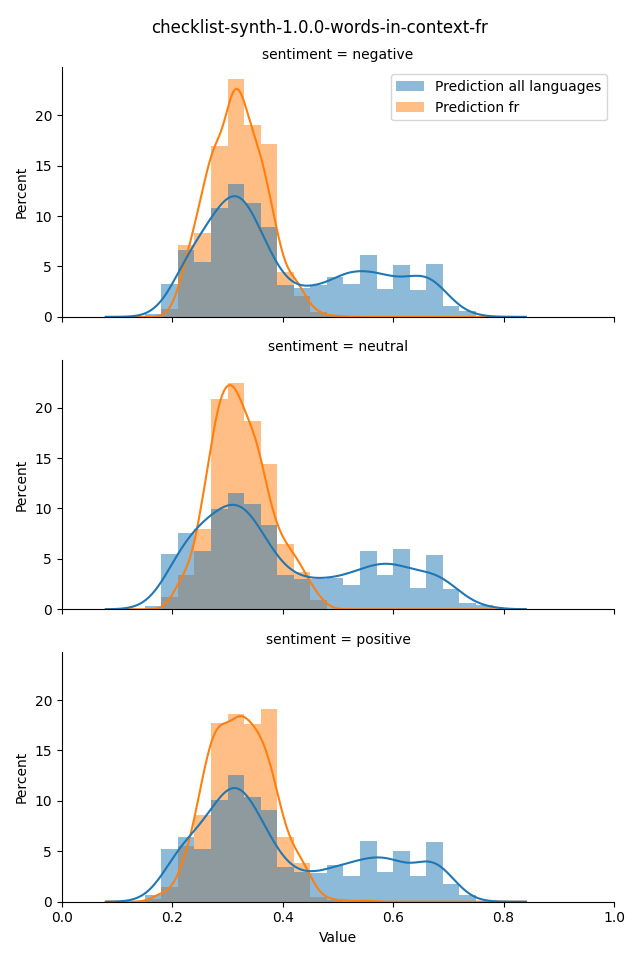 checklist-synth-1.0.0-words-in-context-fr
sentiment = negative
Prediction all languages
Prediction fr
20
15
10
5
0
Percent
sentiment = neutral
20
15
10
5
0
Percent
sentiment = positive
20
15
10
5
0
Percent
0.0 0.2 0.4 0.6 0.8 1.0
Value